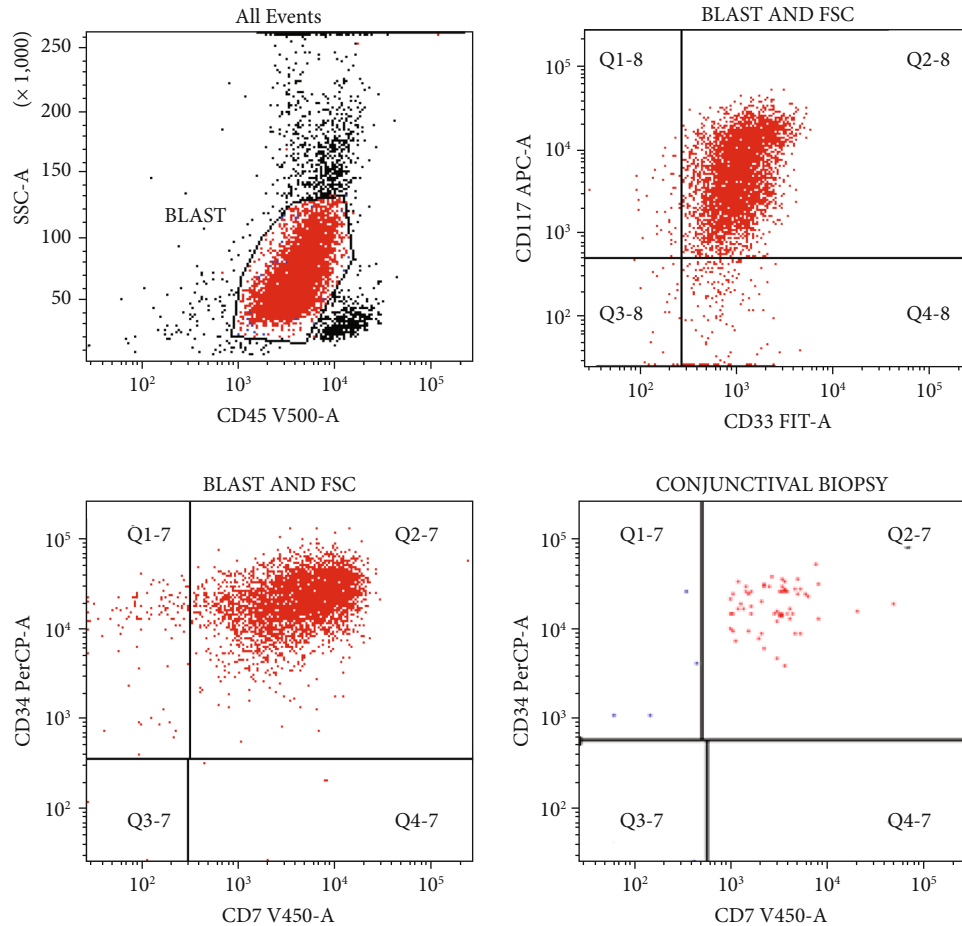 All Events
SSC-A (× 1,000)
250
200
150
100
50
BLAST
10²
10³
10⁴
10⁵
CD45 V500-A
BLAST AND FSC
CD117 APC-A
10⁵
10⁴
10³
10²
Q1-8
Q2-8
Q3-8
Q4-8
10²
10³
10⁴
10⁵
CD33 FIT-A
BLAST AND FSC
CD34 PerCP-A
10⁵
10⁴
10³
10²
Q1-7
Q2-7
Q3-7
Q4-7
10²
10³
10⁴
10⁵
CD7 V450-A
CONJUNCTIVAL BIOPSY
CD34 PerCP-A
10⁵
10⁴
10³
10²
Q1-7
Q2-7
Q3-7
Q4-7
10²
10³
10⁴
10⁵
CD7 V450-A